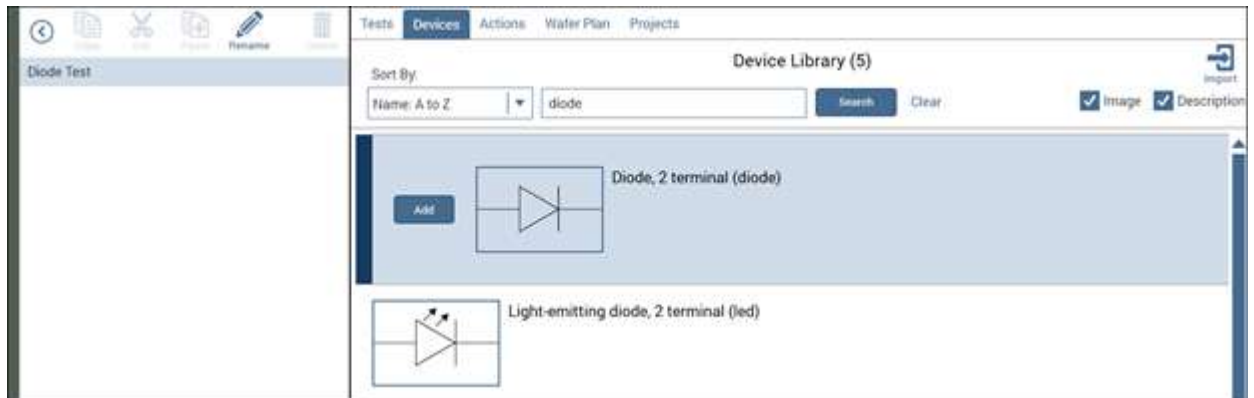 Rename
Diode Test
Tests Devices Actions Wafer Plan Projects
Device Library (5)
Import
Sort By:
Name: A to Z diode Search Clear Image Description
Add Diode, 2 terminal (diode)
Light-emitting diode, 2 terminal (led)